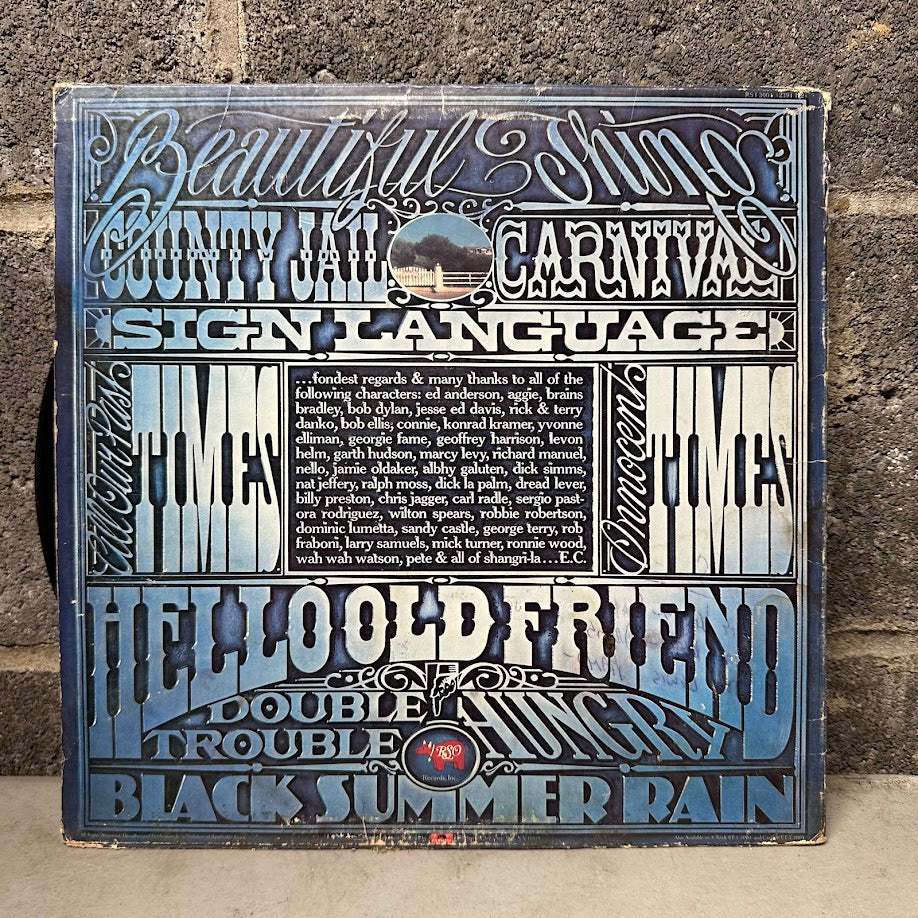 RS 1 3004
Beautiful Thing
COUNTY JAIL
CARNIVAL
SIGN LANGUAGE
All Our Past
TIMES
...fondest regards & many thanks to all of the
following characters: ed anderson, aggie, brains
bradley, bob dylan, jesse ed davis, rick & terry
danko, bob ellis, connie, konrad kramer, yvonne
elliman, georgie fame, geoffrey harrison, levon
helm, garth hudson, marcy levy, richard manuel,
nello, jamie oldaker, albhy galuten, dick simms,
nat jeffery, ralph moss, dick la palm, dread lever,
billy preston, chris jagger, carl radle, sergio past-
ora rodriguez, wilton spears, robbie robertson,
dominic lumetta, sandy castle, george terry, rob
fraboni, larry samuels, mick turner, ronnie wood,
wah wah watson, pete & all of shangri-la...E.C.
Innocent
TIMES
HELLO OLD FRIEND
DOUBLE
TROUBLE
HUNGRY
RSO
Records, Inc.
BLACK SUMMER RAIN